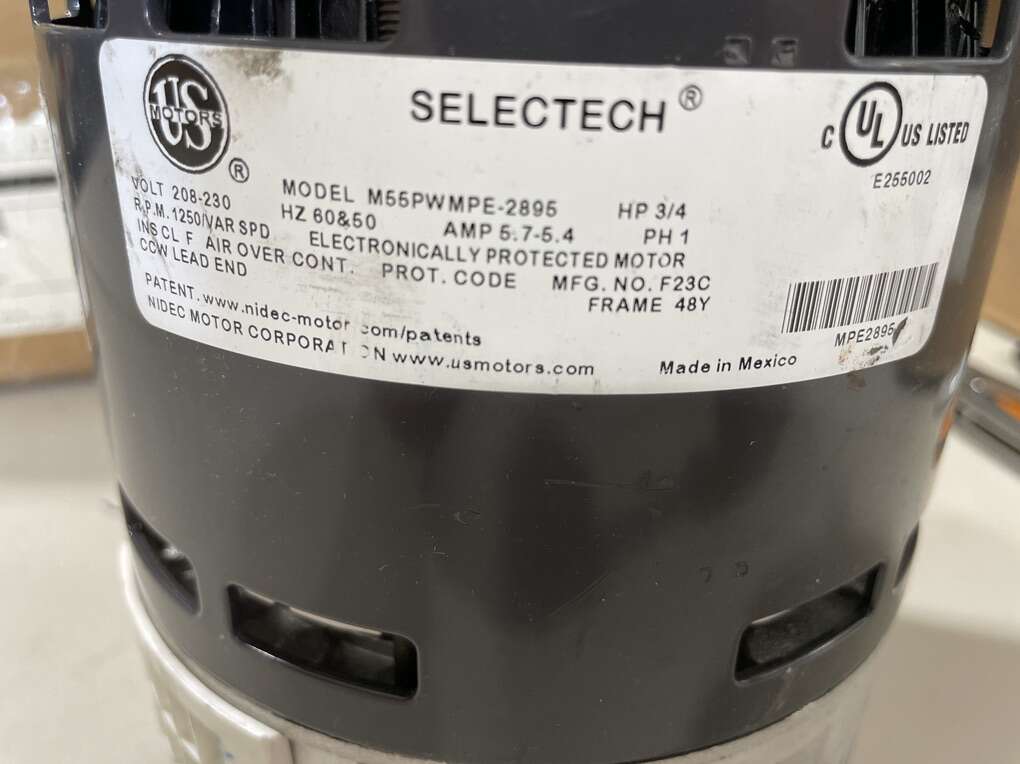 US
MOTORS
®
SELECTECH®
C UL US LISTED
E255002
VOLT 208-230 MODEL M55PWMPE-2895 HP 3/4
R.P.M. 1250/VAR SPD HZ 60&50 AMP 5.7-5.4 PH 1
INS CL F AIR OVER CONT. ELECTRONICALLY PROTECTED MOTOR
CCW LEAD END PROT. CODE MFG. NO. F23C
FRAME 48Y
PATENT. www.nidec-motor.com/patents
NIDEC MOTOR CORPORATION www.usmotors.com
Made in Mexico
MPE2895